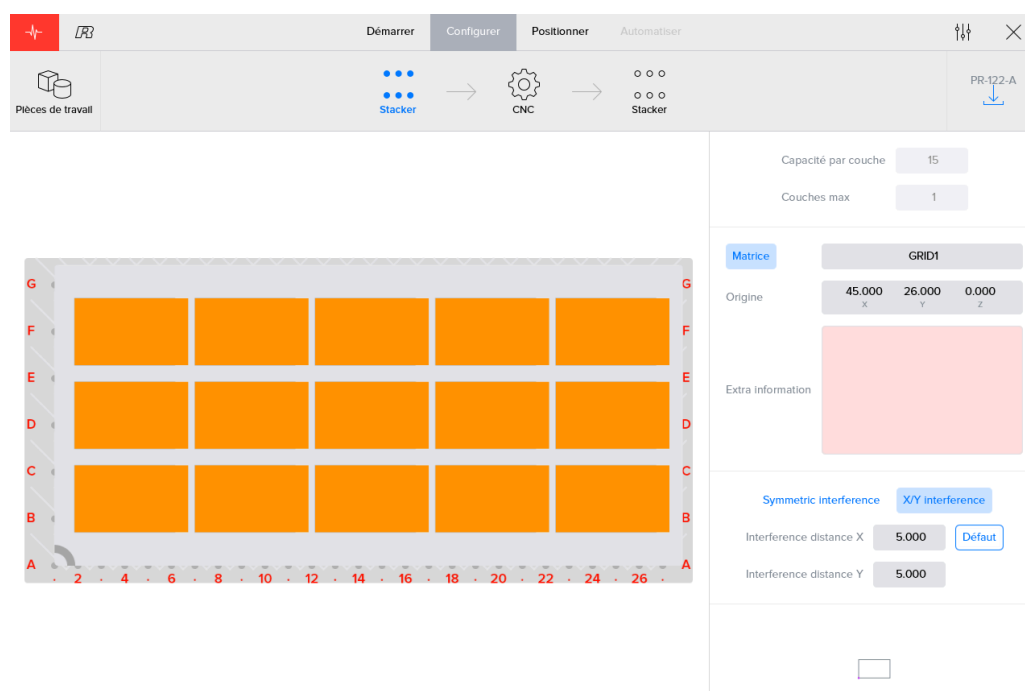 Démarrer Configurer Positionner Automatiser
Pièces de travail
Stacker CNC Stacker
PR-122-A
Capacité par couche 15
Couches max 1
Matrice GRID1
Origine 45.000 26.000 0.000
X Y Z
Extra information
Symmetric interference X/Y interference
Interference distance X 5.000 Défaut
Interference distance Y 5.000
G G
F F
E E
D D
C C
B B
A A
. 2 . 4 . 6 . 8 . 10 . 12 . 14 . 16 . 18 . 20 . 22 . 24 . 26 .